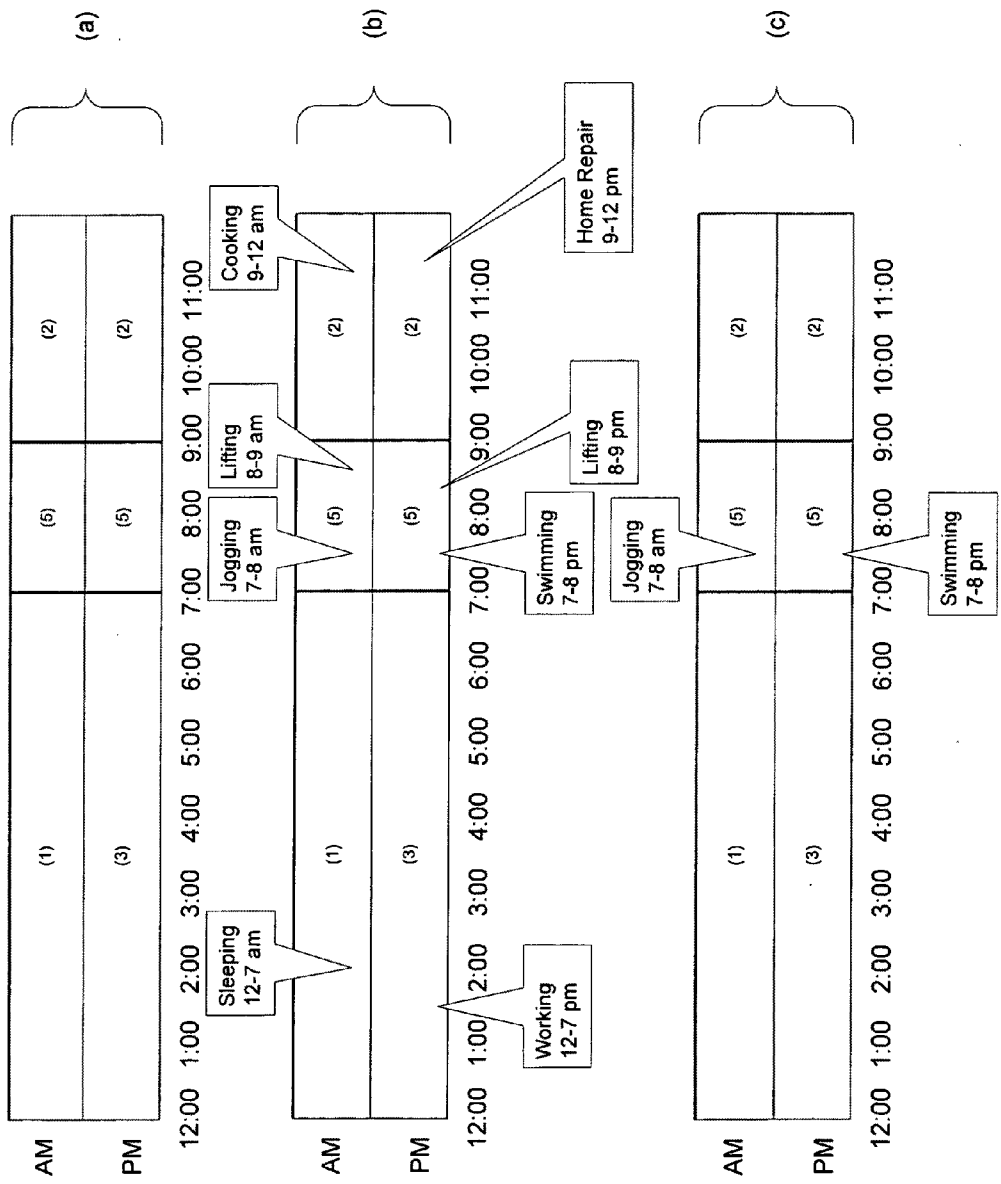 AM
(1)
(5)
(2)
PM
(3)
(5)
(2)
12:00 1:00 2:00 3:00 4:00 5:00 6:00 7:00 8:00 9:00 10:00 11:00
(a)
Sleeping
12-7 am
Jogging
7-8 am
Lifting
8-9 am
Cooking
9-12 am
AM
(1)
(5)
(2)
PM
(3)
(5)
(2)
12:00 1:00 2:00 3:00 4:00 5:00 6:00 7:00 8:00 9:00 10:00 11:00
Working
12-7 pm
Swimming
7-8 pm
Lifting
8-9 pm
Home Repair
9-12 pm
(b)
Jogging
7-8 am
AM
(1)
(5)
(2)
PM
(3)
(5)
(2)
12:00 1:00 2:00 3:00 4:00 5:00 6:00 7:00 8:00 9:00 10:00 11:00
Swimming
7-8 pm
(c)